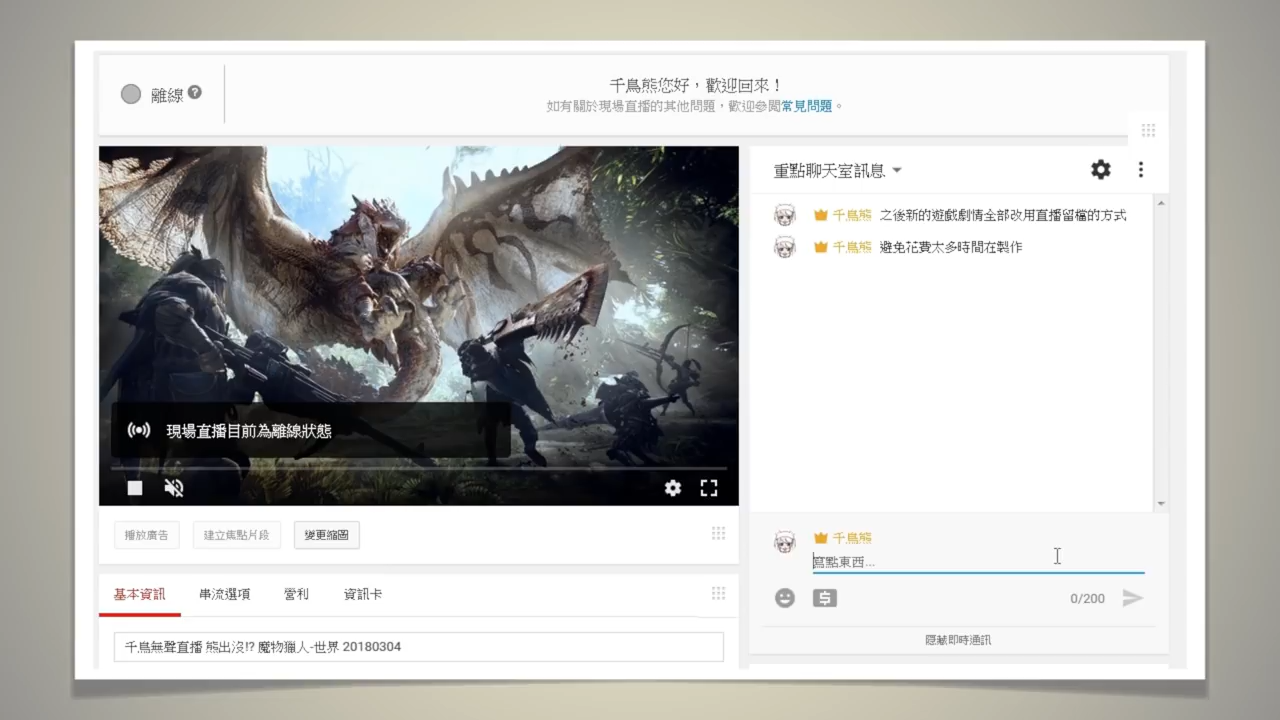 離線
千鳥熊您好，歡迎回來！
如有關於現場直播的其他問題，歡迎參閱常見問題。
現場直播目前為離線狀態
播放廣告 建立焦點片段 變更縮圖
基本資訊 串流選項 營利 資訊卡
千鳥無聲直播 熊出沒!? 魔物獵人-世界 20180304
重點聊天室訊息
千鳥熊 之後新的遊戲劇情全部改用直播留檔的方式
千鳥熊 避免花費太多時間在製作
千鳥熊
寫點東西...
0/200
隱藏即時通訊